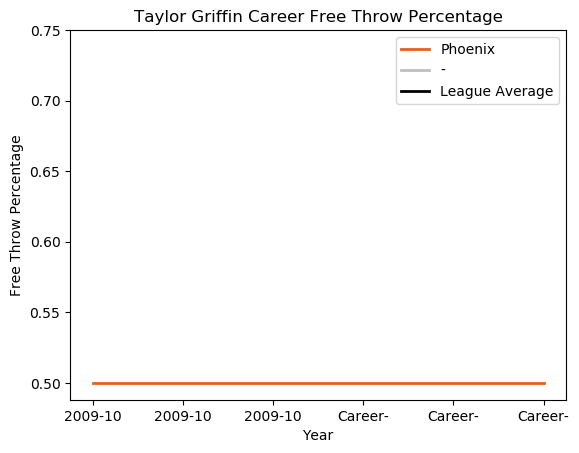 Taylor Griffin Career Free Throw Percentage
Phoenix
-
League Average
Free Throw Percentage
0.75
0.70
0.65
0.60
0.55
0.50
2009-10 2009-10 2009-10 Career- Career- Career-
Year